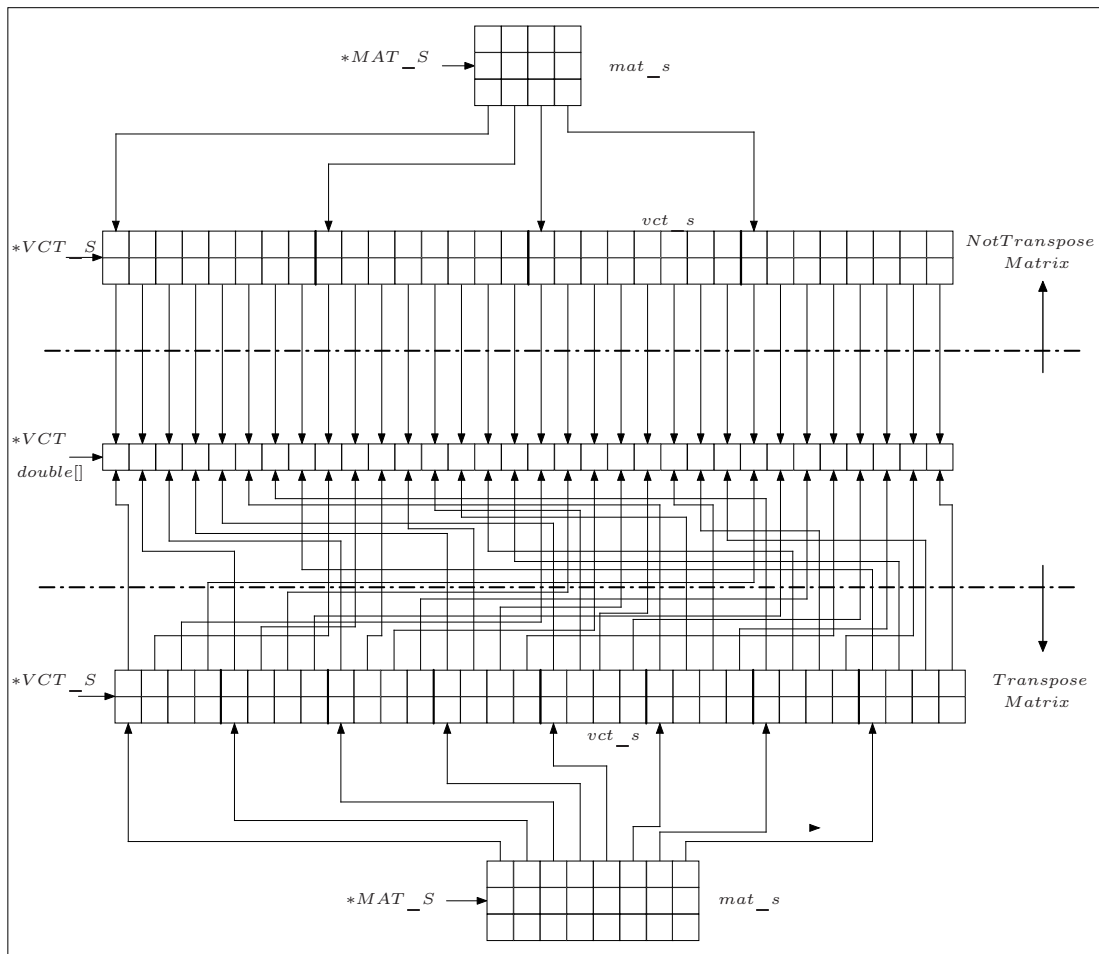 *MAT_S
mat_s
vct_s
*VCT_S
NotTranspose
Matrix
*VCT
double[]
*VCT_S
Transpose
Matrix
vct_s
*MAT_S
mat_s